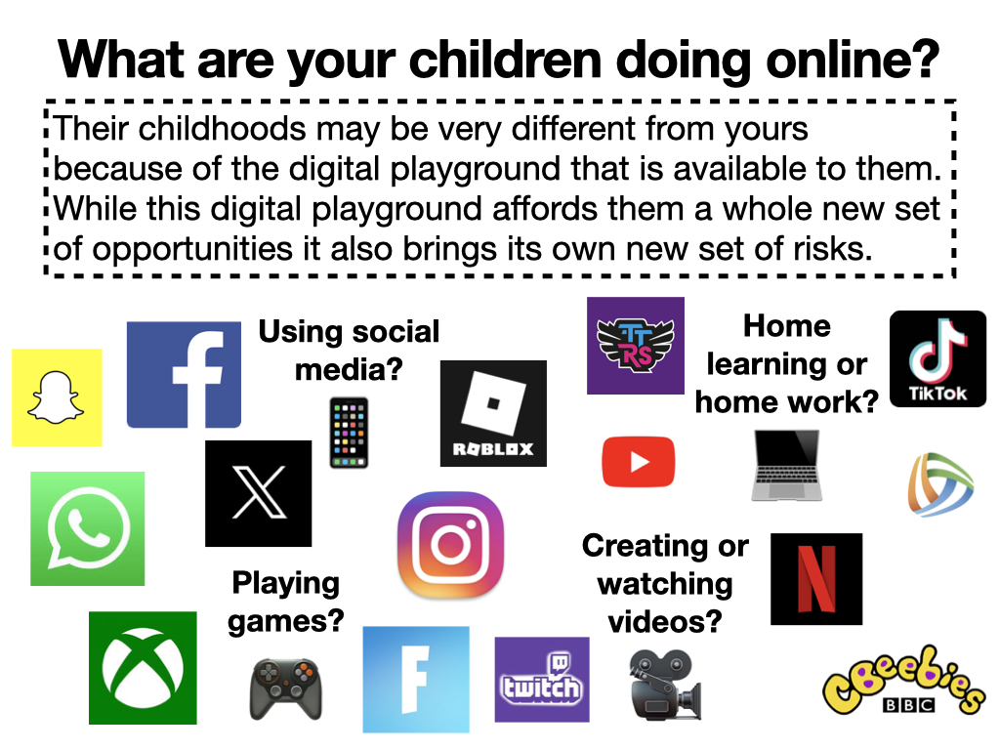 What are your children doing online?
Their childhoods may be very different from yours
because of the digital playground that is available to them.
While this digital playground affords them a whole new set
of opportunities it also brings its own new set of risks.
Using social
media?
ROBLOX
TT
RS
Home
learning or
home work?
TikTok
Playing
games?
Creating or
watching
videos?
twitch
CBeebies
BBC